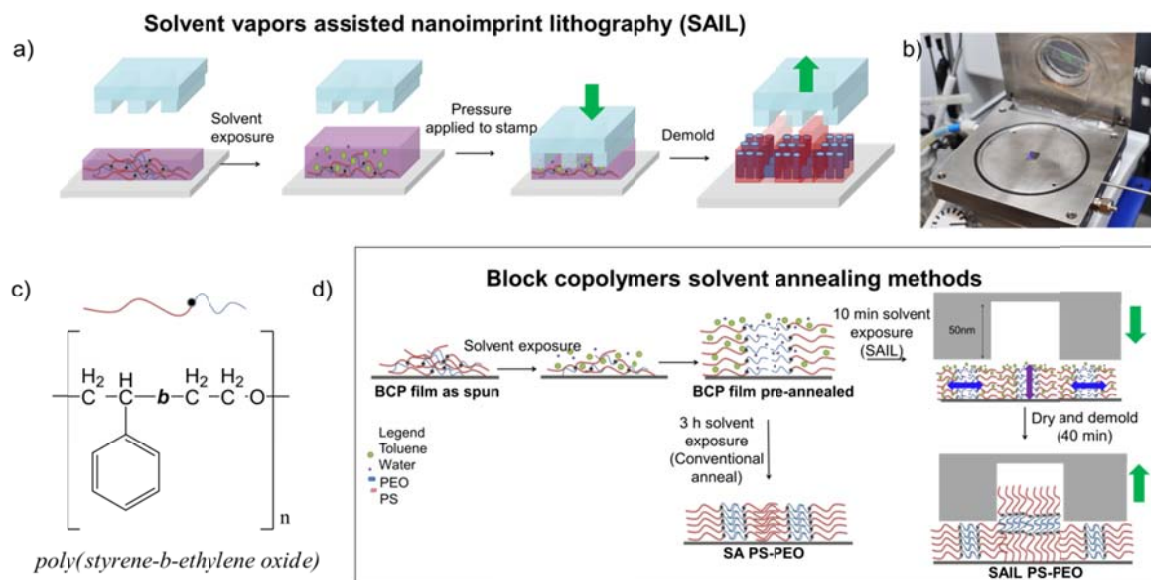 Solvent vapors assisted nanoimprint lithography (SAIL)
a)
Solvent
exposure
Pressure
applied to stamp
Demold
b)
c)
H₂
C
H
C
b
H₂
C
H₂
C
O
n
poly(styrene-b-ethylene oxide)
d)
Block copolymers solvent annealing methods
Solvent exposure
BCP film as spun
BCP film pre-annealed
10 min solvent
exposure
(SAIL)
50nm
Legend
Toluene
Water
PEO
PS
3 h solvent
exposure
(Conventional
anneal)
SA PS-PEO
Dry and demold
(40 min)
SAIL PS-PEO